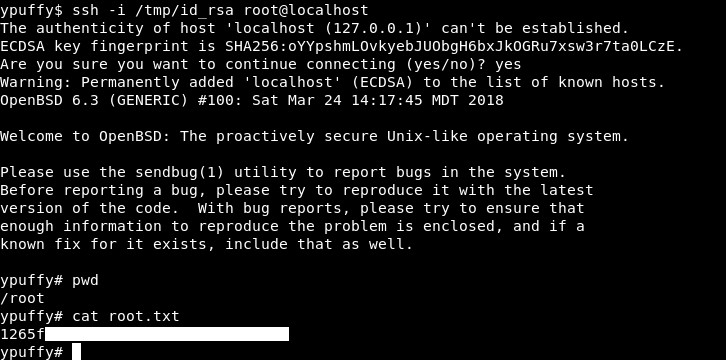 ypuffy$ ssh -i /tmp/id_rsa root@localhost
The authenticity of host 'localhost (127.0.0.1)' can't be established.
ECDSA key fingerprint is SHA256:oYYpshmLOvkyebJUObgH6bxJkOGRu7xsw3r7ta0LCzE.
Are you sure you want to continue connecting (yes/no)? yes
Warning: Permanently added 'localhost' (ECDSA) to the list of known hosts.
OpenBSD 6.3 (GENERIC) #100: Sat Mar 24 14:17:45 MDT 2018
Welcome to OpenBSD: The proactively secure Unix-like operating system.
Please use the sendbug(1) utility to report bugs in the system.
Before reporting a bug, please try to reproduce it with the latest
version of the code.  With bug reports, please try to ensure that
enough information to reproduce the problem is enclosed, and if a
known fix for it exists, include that as well.
ypuffy# pwd
/root
ypuffy# cat root.txt
1265f
ypuffy#